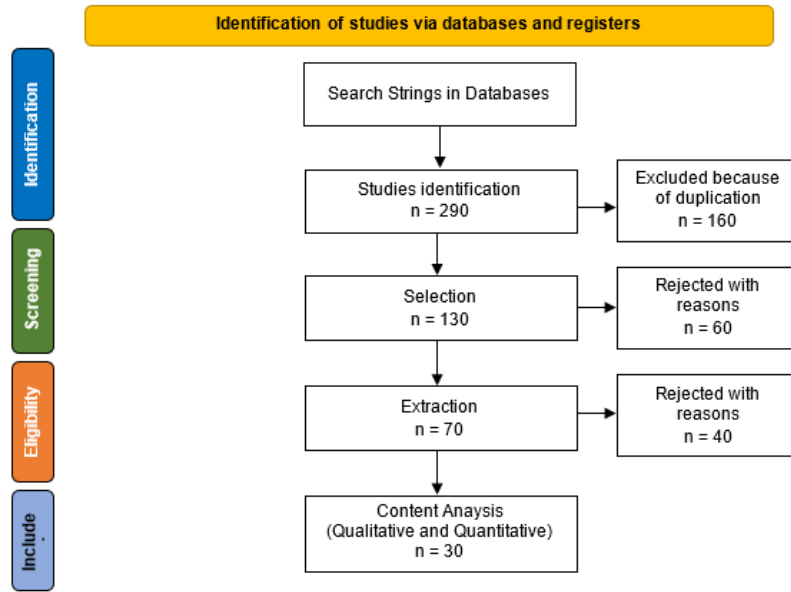 Identification of studies via databases and registers
Identification
Search Strings in Databases
Studies identification
n = 290
Excluded because
of duplication
n = 160
Screening
Selection
n = 130
Rejected with
reasons
n = 60
Eligibility
Extraction
n = 70
Rejected with
reasons
n = 40
Include
.
Content Anaysis
(Qualitative and Quantitative)
n = 30